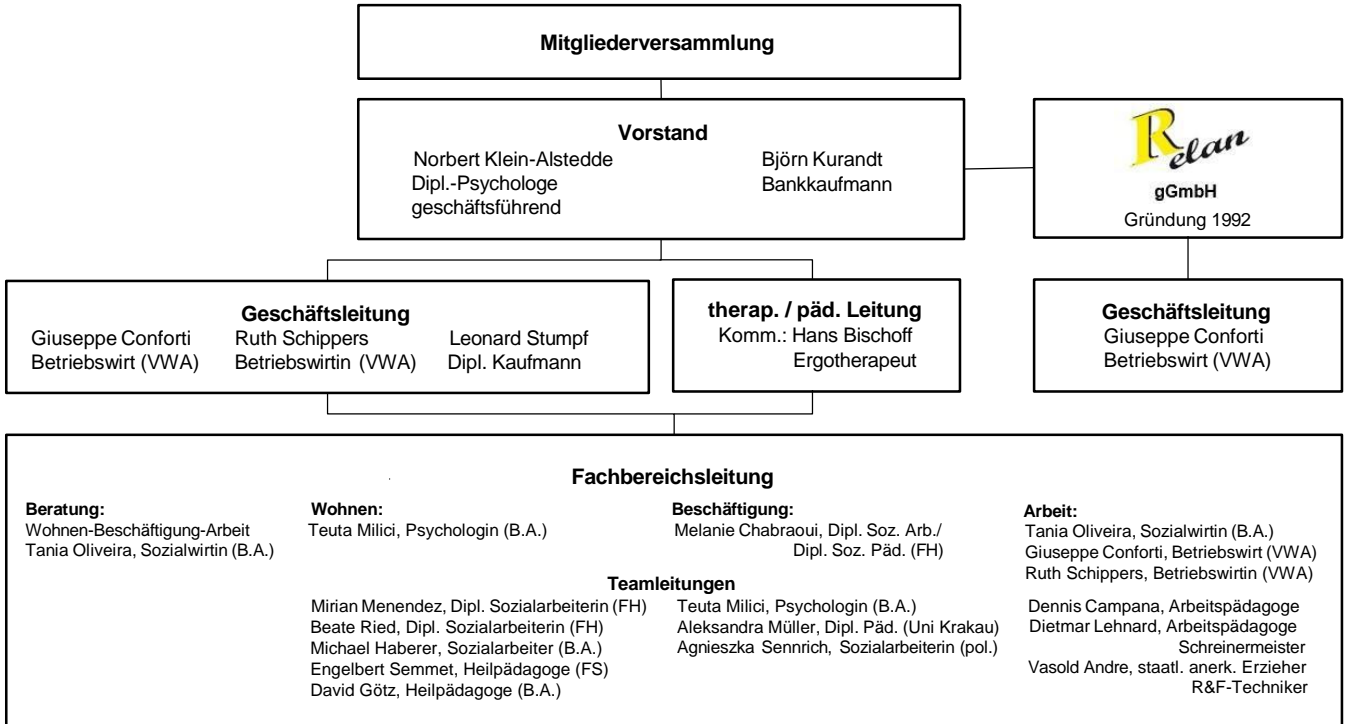 Mitgliederversammlung
Vorstand
Norbert Klein-Alstedde
Dipl.-Psychologe
geschäftsführend
Björn Kurandt
Bankkaufmann
Relan
gGmbH
Gründung 1992
Geschäftsleitung
Giuseppe Conforti
Betriebswirt (VWA)
Ruth Schippers
Betriebswirtin (VWA)
Leonard Stumpf
Dipl. Kaufmann
therap. / päd. Leitung
Komm.: Hans Bischoff
Ergotherapeut
Geschäftsleitung
Giuseppe Conforti
Betriebswirt (VWA)
Fachbereichsleitung
Beratung:
Wohnen-Beschäftigung-Arbeit
Tania Oliveira, Sozialwirtin (B.A.)
Wohnen:
Teuta Milici, Psychologin (B.A.)
Beschäftigung:
Melanie Chabraoui, Dipl. Soz. Arb./
Dipl. Soz. Päd. (FH)
Arbeit:
Tania Oliveira, Sozialwirtin (B.A.)
Giuseppe Conforti, Betriebswirt (VWA)
Ruth Schippers, Betriebswirtin (VWA)
Teamleitungen
Mirian Menendez, Dipl. Sozialarbeiterin (FH)
Beate Ried, Dipl. Sozialarbeiterin (FH)
Michael Haberer, Sozialarbeiter (B.A.)
Engelbert Semmet, Heilpädagoge (FS)
David Götz, Heilpädagoge (B.A.)
Teuta Milici, Psychologin (B.A.)
Aleksandra Müller, Dipl. Päd. (Uni Krakau)
Agnieszka Sennrich, Sozialarbeiterin (pol.)
Dennis Campana, Arbeitspädagoge
Dietmar Lehnard, Arbeitspädagoge
Schreinermeister
Vasold Andre, staatl. anerk. Erzieher
R&F-Techniker